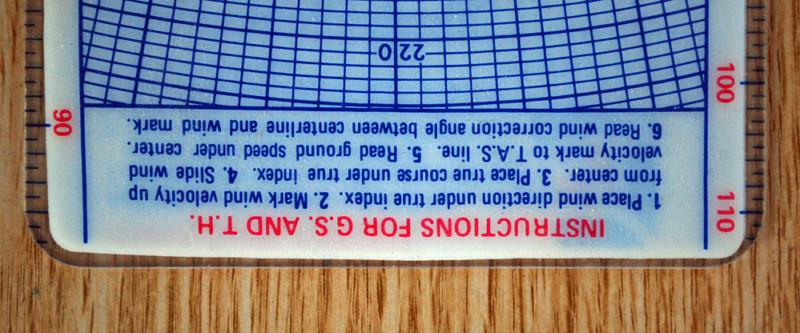 INSTRUCTIONS FOR G.S. AND T.H.
1. Place wind direction under true index. 2. Mark wind velocity up
from center. 3. Place true course under true index. 4. Slide wind
velocity mark to T.A.S. line. 5. Read ground speed under center.
6. Read wind correction angle between centerline and wind mark.
220
90
100
110